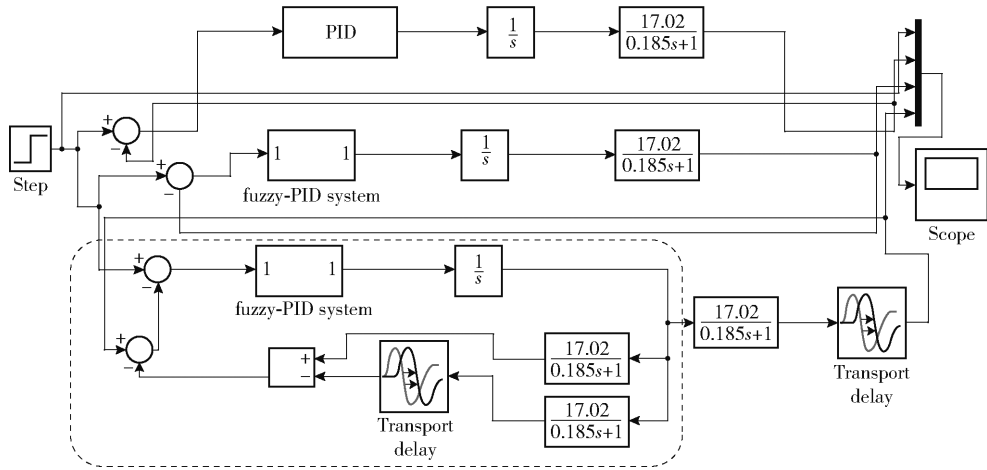 PID
1
s
17.02
0.185s+1
+
−
Step
+
−
1 1
fuzzy-PID system
1
s
17.02
0.185s+1
Scope
+
−
1 1
fuzzy-PID system
1
s
17.02
0.185s+1
Transport
delay
+
−
+
−
Transport
delay
17.02
0.185s+1
17.02
0.185s+1